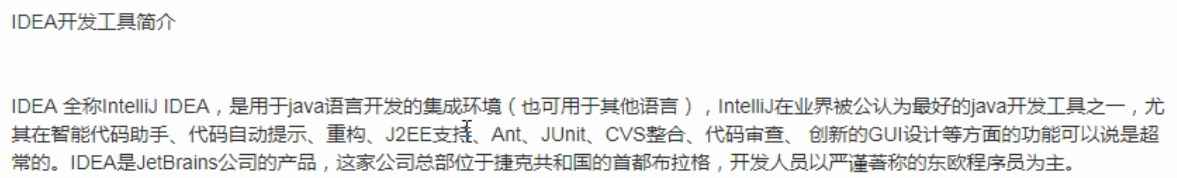 IDEA开发工具简介
IDEA 全称IntelliJ IDEA，是用于java语言开发的集成环境（也可用于其他语言），IntelliJ在业界被公认为最好的java开发工具之一，尤
其在智能代码助手、代码自动提示、重构、J2EE支持、Ant、JUnit、CVS整合、代码审查、 创新的GUI设计等方面的功能可以说是超
常的。IDEA是JetBrains公司的产品，这家公司总部位于捷克共和国的首都布拉格，开发人员以严谨著称的东欧程序员为主。